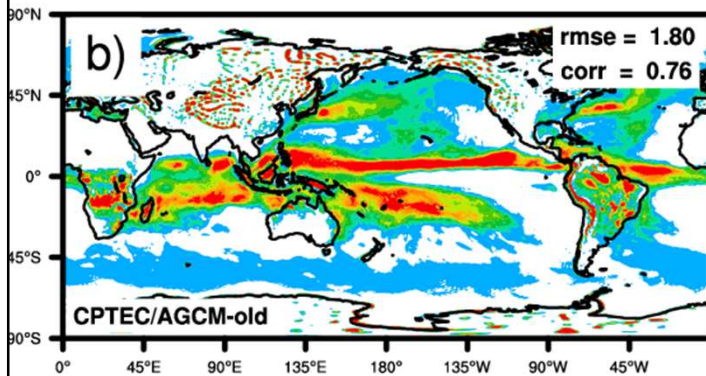 90°N
b)
rmse = 1.80
corr = 0.76
45°N
0°
45°S
CPTEC/AGCM-old
90°S
0° 45°E 90°E 135°E 180° 135°W 90°W 45°W